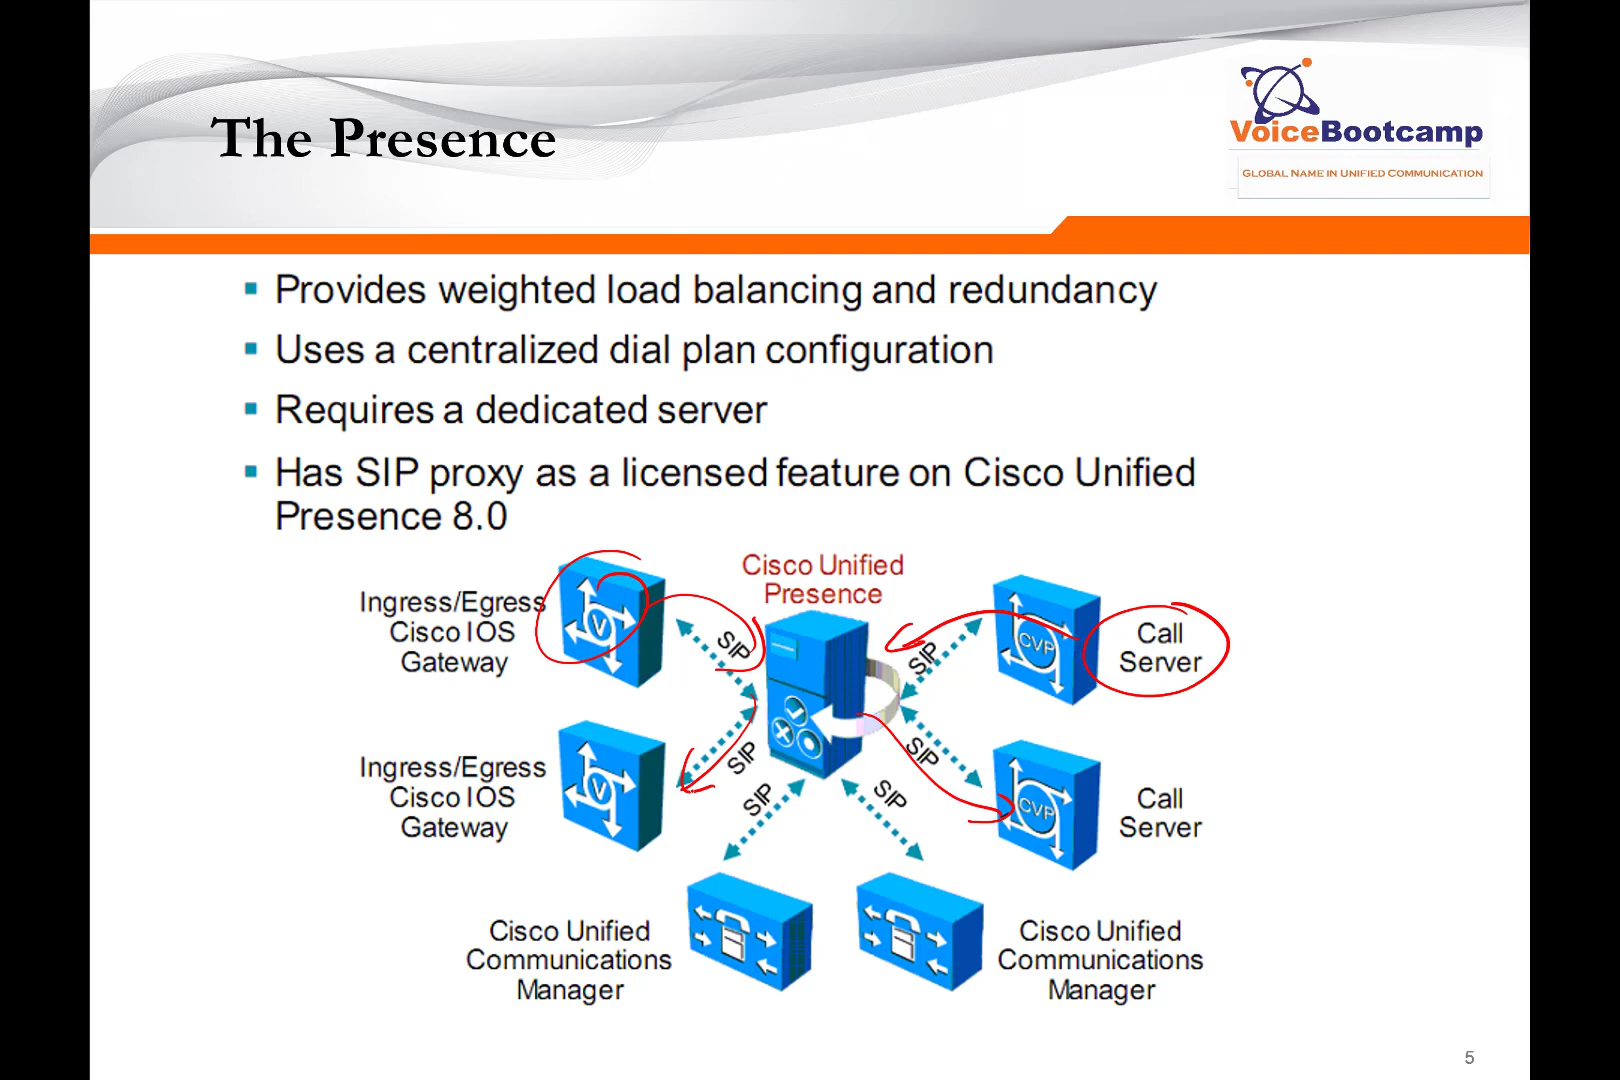 The Presence
VoiceBootcamp
GLOBAL NAME IN UNIFIED COMMUNICATION
Provides weighted load balancing and redundancy
Uses a centralized dial plan configuration
Requires a dedicated server
Has SIP proxy as a licensed feature on Cisco Unified
Presence 8.0
Cisco Unified
Presence
Ingress/Egress
Cisco IOS
Gateway
V
SIP
SIP
CVP
Call
Server
Ingress/Egress
Cisco IOS
Gateway
V
SIP
SIP
CVP
Call
Server
SIP
SIP
Cisco Unified
Communications
Manager
Cisco Unified
Communications
Manager
5